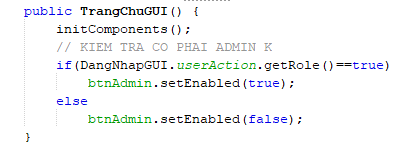 public TrangChuGUI() {
initComponents();
// KIEM TRA CO PHAI ADMIN K
if(DangNhapGUI.userAction.getRole()==true)
btnAdmin.setEnabled(true);
else
btnAdmin.setEnabled(false);
}